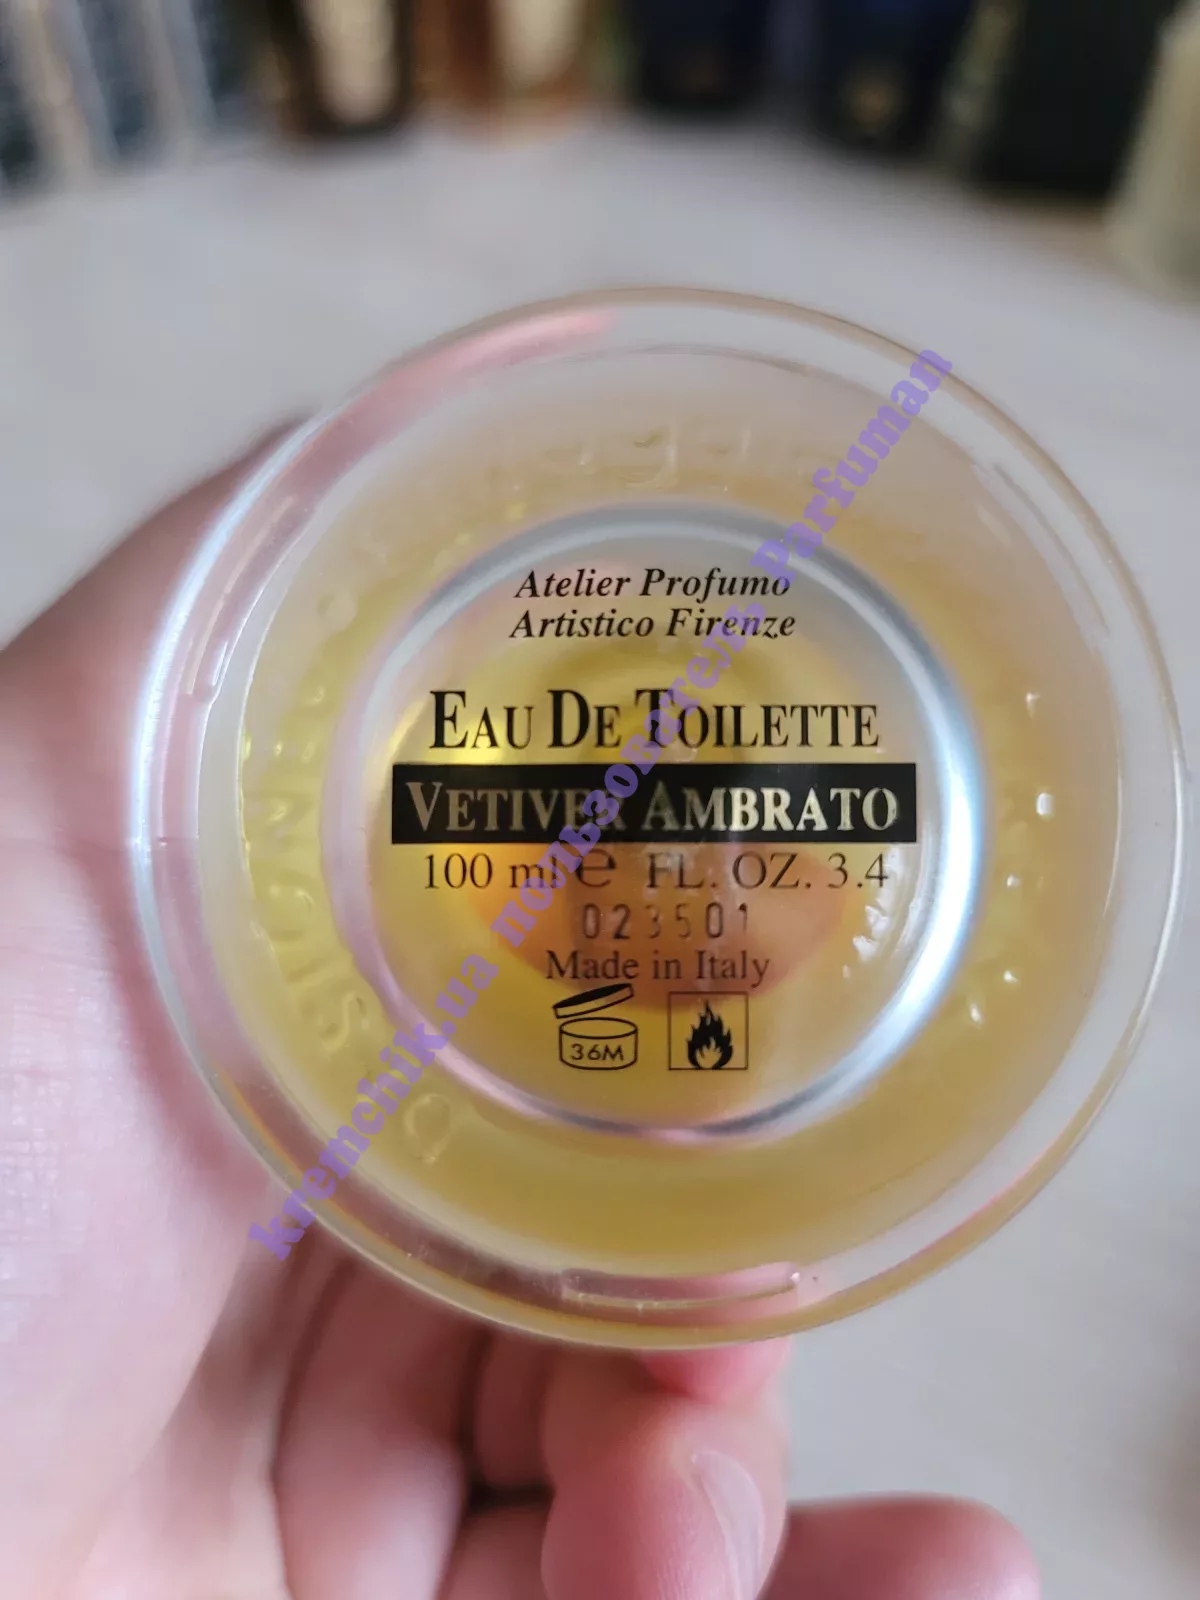 Atelier Profumo
Artistico Firenze
EAU DE TOILETTE
VETIVER AMBRATO
100 ml e FL. OZ. 3.4
023501
Made in Italy
36M
kremchik.ua пользователь Parfuman